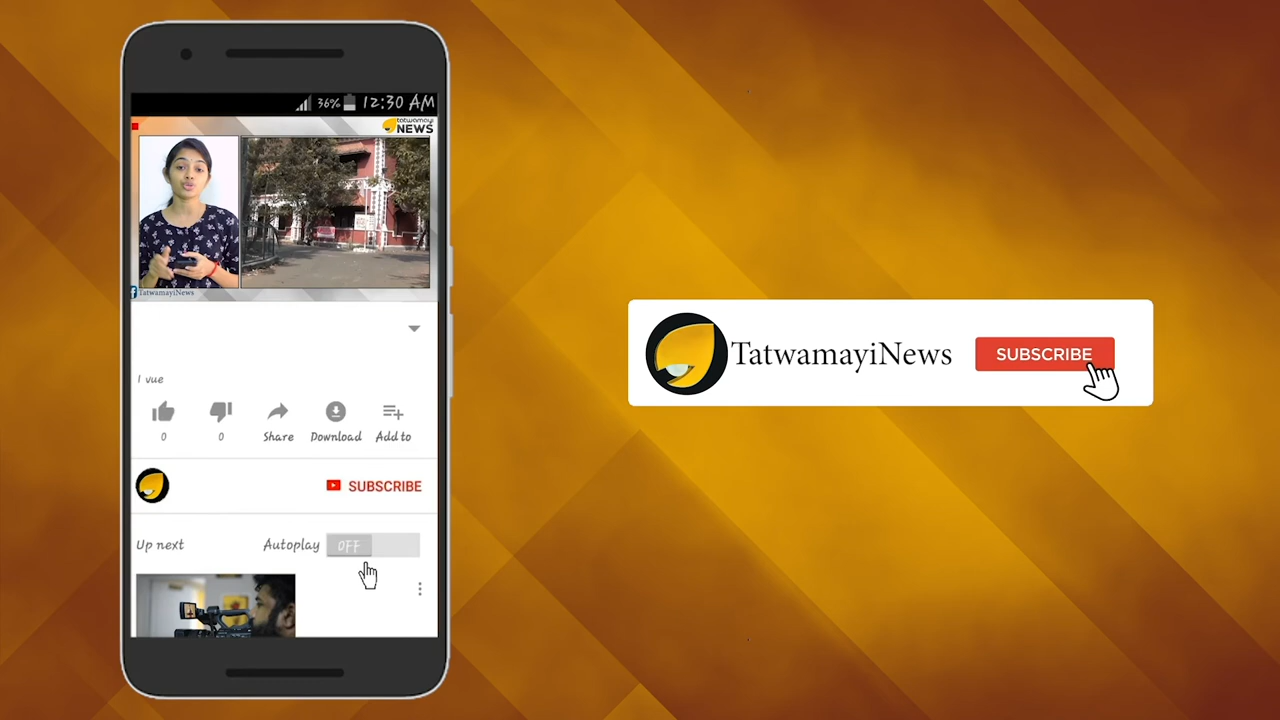 36% 12:30 AM
tatwamayi
NEWS
TatwamayiNews
1 vue
0
0
Share
Download
Add to
SUBSCRIBE
Up next
Autoplay
OFF
TatwamayiNews
SUBSCRIBE